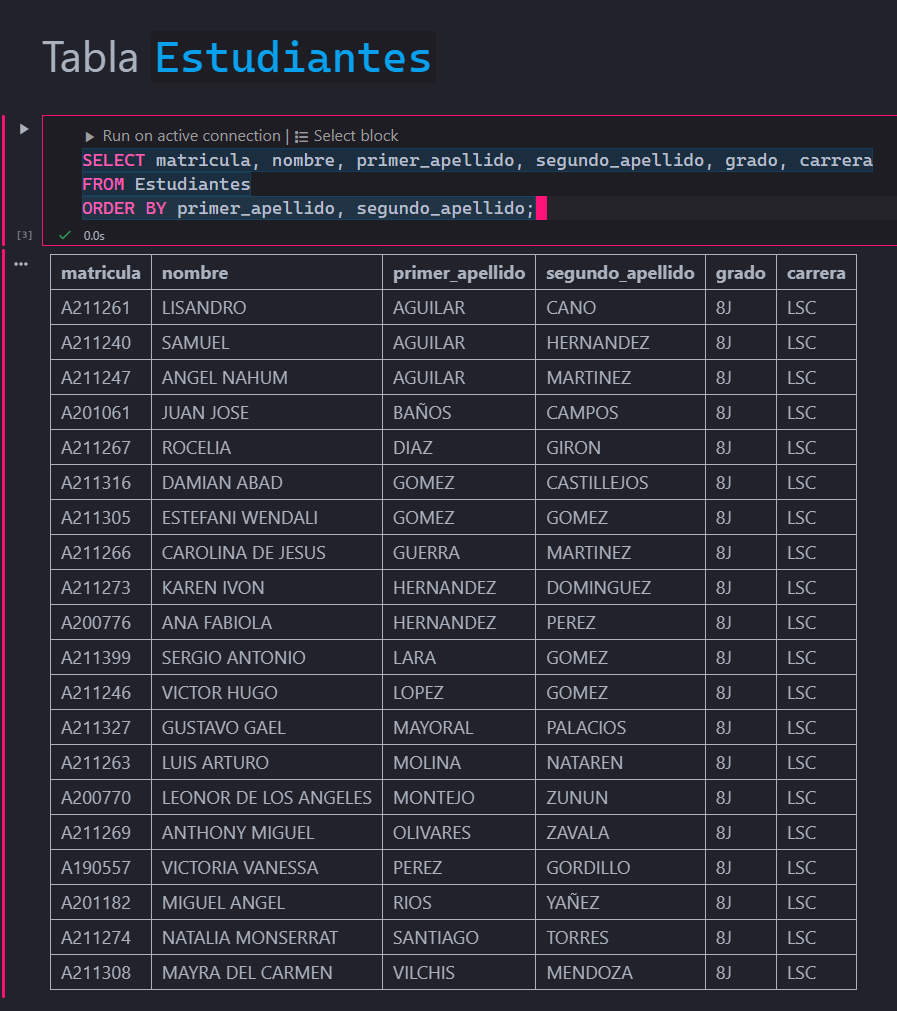 Tabla Estudiantes
Run on active connection | Select block
SELECT matricula, nombre, primer_apellido, segundo_apellido, grado, carrera
FROM Estudiantes
ORDER BY primer_apellido, segundo_apellido;
[3] 0.0s
matricula nombre primer_apellido segundo_apellido grado carrera
A211261 LISANDRO AGUILAR CANO 8J LSC
A211240 SAMUEL AGUILAR HERNANDEZ 8J LSC
A211247 ANGEL NAHUM AGUILAR MARTINEZ 8J LSC
A201061 JUAN JOSE BAÑOS CAMPOS 8J LSC
A211267 ROCELIA DIAZ GIRON 8J LSC
A211316 DAMIAN ABAD GOMEZ CASTILLEJOS 8J LSC
A211305 ESTEFANI WENDALI GOMEZ GOMEZ 8J LSC
A211266 CAROLINA DE JESUS GUERRA MARTINEZ 8J LSC
A211273 KAREN IVON HERNANDEZ DOMINGUEZ 8J LSC
A200776 ANA FABIOLA HERNANDEZ PEREZ 8J LSC
A211399 SERGIO ANTONIO LARA GOMEZ 8J LSC
A211246 VICTOR HUGO LOPEZ GOMEZ 8J LSC
A211327 GUSTAVO GAEL MAYORAL PALACIOS 8J LSC
A211263 LUIS ARTURO MOLINA NATAREN 8J LSC
A200770 LEONOR DE LOS ANGELES MONTEJO ZUNUN 8J LSC
A211269 ANTHONY MIGUEL OLIVARES ZAVALA 8J LSC
A190557 VICTORIA VANESSA PEREZ GORDILLO 8J LSC
A201182 MIGUEL ANGEL RIOS YAÑEZ 8J LSC
A211274 NATALIA MONSERRAT SANTIAGO TORRES 8J LSC
A211308 MAYRA DEL CARMEN VILCHIS MENDOZA 8J LSC